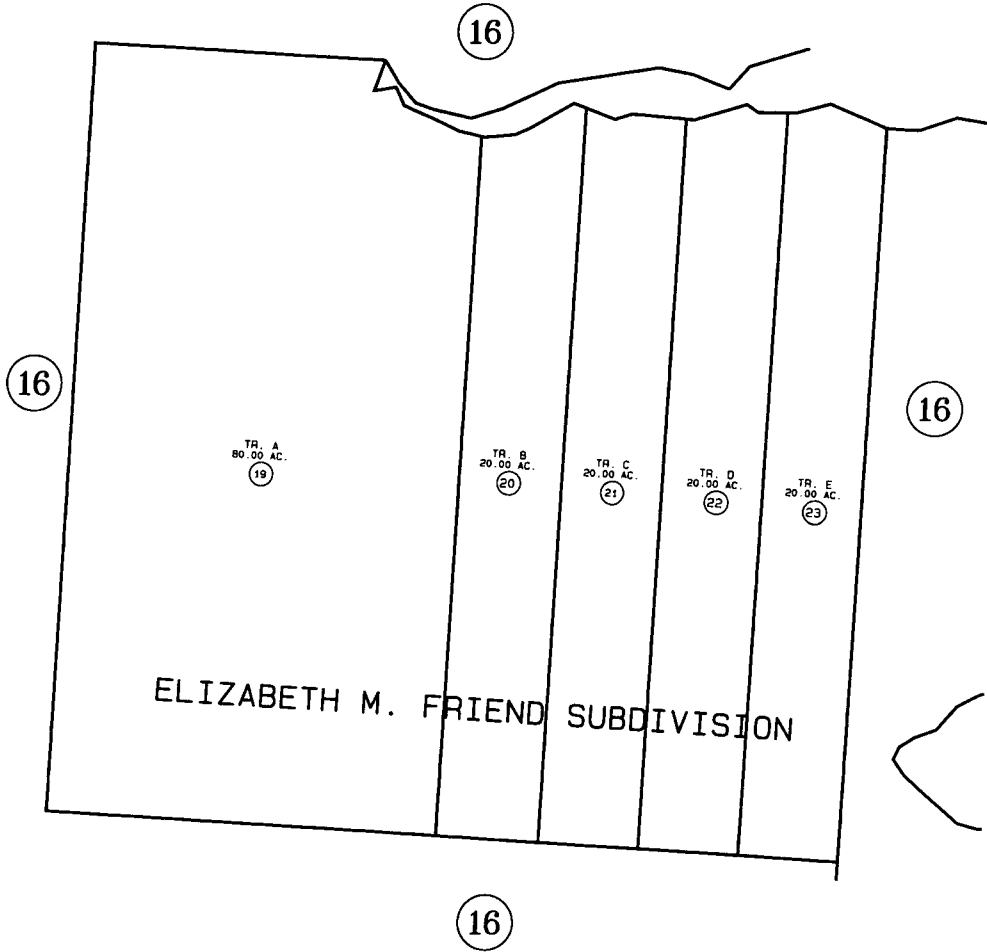 16
16
16
TR. A
80.00 AC.
19
TR. B
20.00 AC.
20
TR. C
20.00 AC.
21
TR. D
20.00 AC.
22
TR. E
20.00 AC.
23
ELIZABETH M. FRIEND SUBDIVISION
16